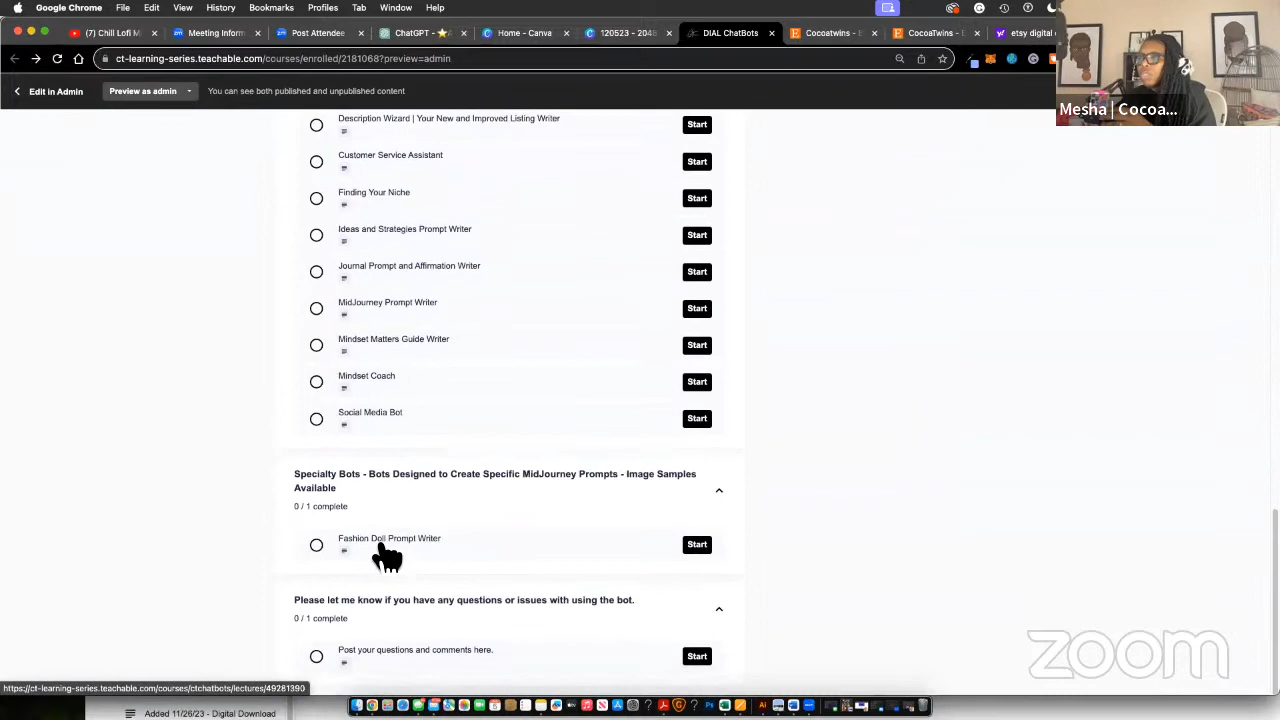 Google Chrome File Edit View History Bookmarks Profiles Tab Window Help
(7) Chill Lofi M
Meeting Inform
Post Attendee
ChatGPT - ⭐A
Home - Canva
120523 - 2048
DIAL ChatBots
Cocoatwins - E
CocoaTwins - E
etsy digital
ct-learning-series.teachable.com/courses/enrolled/2181068?preview=admin
Edit in Admin
Preview as admin
You can see both published and unpublished content
Mesha | Cocoa...
Description Wizard | Your New and Improved Listing Writer
Start
Customer Service Assistant
Start
Finding Your Niche
Start
Ideas and Strategies Prompt Writer
Start
Journal Prompt and Affirmation Writer
Start
MidJourney Prompt Writer
Start
Mindset Matters Guide Writer
Start
Mindset Coach
Start
Social Media Bot
Start
Specialty Bots - Bots Designed to Create Specific MidJourney Prompts - Image Samples
Available
0 / 1 complete
Fashion Doll Prompt Writer
Start
Please let me know if you have any questions or issues with using the bot.
0 / 1 complete
Post your questions and comments here.
Start
zoom
https://ct-learning-series.teachable.com/courses/ctchatbots/lectures/49281390
Added 11/26/23 - Digital Download